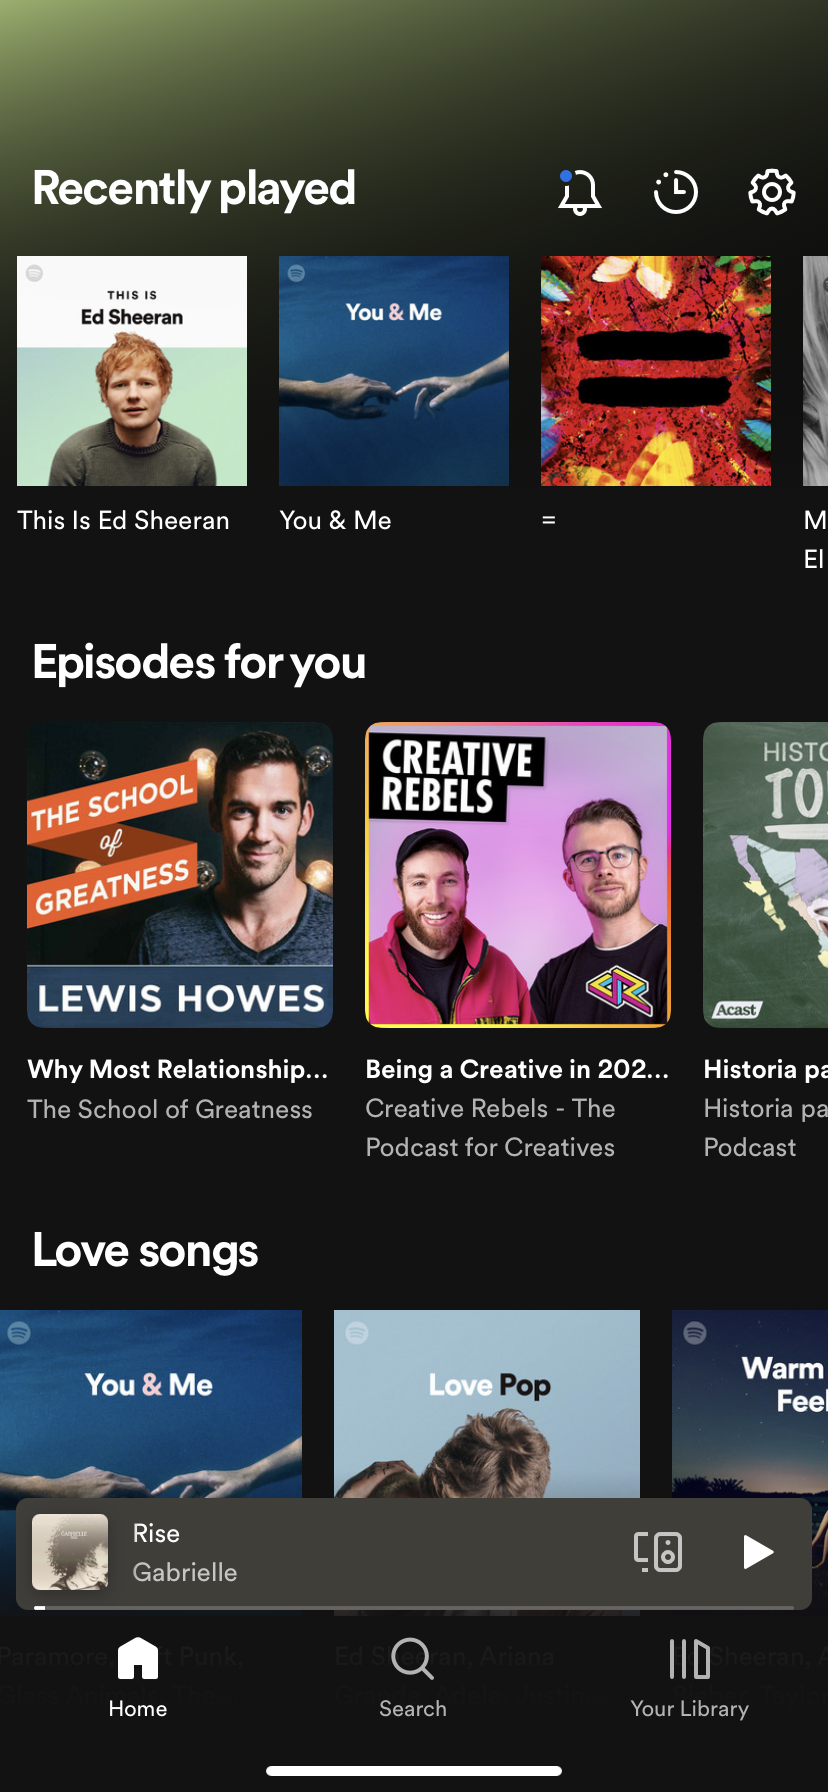 Recently played
THIS IS
Ed Sheeran
You & Me
This Is Ed Sheeran
You & Me
=
M
El
Episodes for you
THE SCHOOL
of
GREATNESS
LEWIS HOWES
CREATIVE
REBELS
HISTO
TO
Acast
Why Most Relationship...
The School of Greatness
Being a Creative in 202...
Creative Rebels - The
Podcast for Creatives
Historia pa
Historia pa
Podcast
Love songs
You & Me
Love Pop
Warm
Feel
GABRIELLE
Rise
Gabrielle
Paramore, Punk,
Ed Sheeran, Ariana
Sheeran, A
Home
Search
Your Library